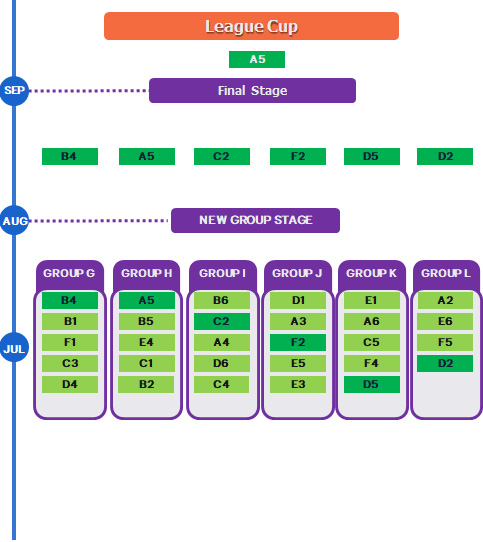 League Cup
A5
SEP
Final Stage
B4 A5 C2 F2 D5 D2
AUG
NEW GROUP STAGE
GROUP G GROUP H GROUP I GROUP J GROUP K GROUP L
B4 A5 B6 D1 E1 A2
B1 B5 C2 A3 A6 E6
JUL
F1 E4 A4 F2 C5 F5
C3 C1 D6 E5 F4 D2
D4 B2 C4 E3 D5